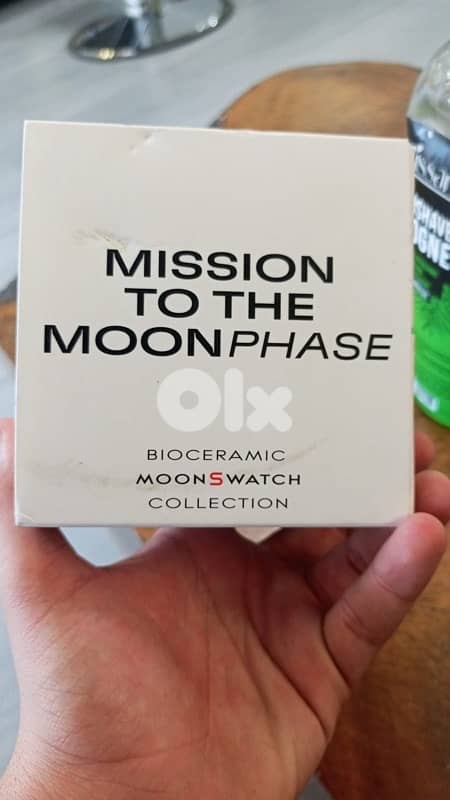 MISSION
TO THE
MOONPHASE
olx
BIOCERAMIC
MOONSWATCH
COLLECTION